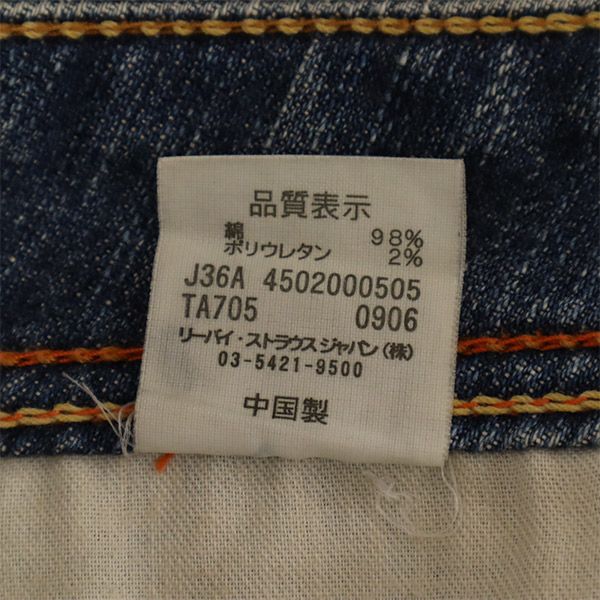 品質表示
綿 98%
ポリウレタン 2%
J36A 4502000505
TA705 0906
リーバイ・ストラウスジャパン(株)
03-5421-9500
中国製